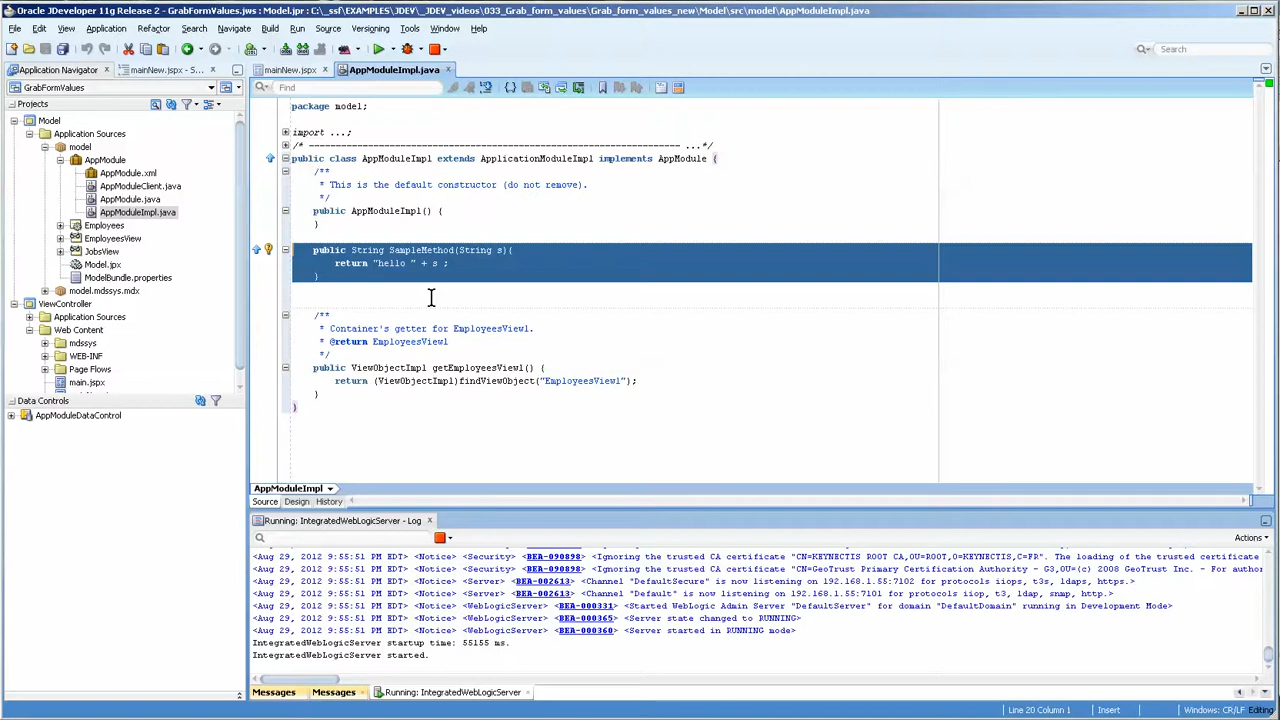 Oracle JDeveloper 11g Release 2 - GrabFormValues.jws : Model.jpr : C:\_ssf\EXAMPLES\JDEV\_JDEV_videos\033_Grab_form_values\Grab_form_values_new\Model\src\model\AppModuleImpl.java
File Edit View Application Refactor Search Navigate Build Run Source Versioning Tools Window Help
Search
Application Navigator mainNew.jspx - S... mainNew.jspx AppModuleImpl.java
GrabFormValues
Find
Projects
Model
Application Sources
model
AppModule
AppModule.xml
AppModuleClient.java
AppModule.java
AppModuleImpl.java
Employees
EmployeesView
JobsView
Model.jpx
ModelBundle.properties
model.mdssys.mdx
ViewController
Application Sources
Web Content
mdssys
WEB-INF
Page Flows
main.jspx
Data Controls
AppModuleDataControl
package model;
import ...;
/* --------------------------------------------------------------------- ...*/
public class AppModuleImpl extends ApplicationModuleImpl implements AppModule {
/**
* This is the default constructor (do not remove).
*/
public AppModuleImpl() {
}
public String SampleMethod(String s){
return "hello " + s ;
}
/**
* Container's getter for EmployeesView1.
* @return EmployeesView1
*/
public ViewObjectImpl getEmployeesView1() {
return (ViewObjectImpl)findViewObject("EmployeesView1");
}
}
AppModuleImpl
Source Design History
Running: IntegratedWebLogicServer - Log
Actions
<Aug 29, 2012 9:55:51 PM EDT> <Notice> <Security> <BEA-090898> <Ignoring the trusted CA certificate "CN=KEYNECTIS ROOT CA,OU=ROOT,O=KEYNECTIS,C=FR". The loading of the trusted certificate
<Aug 29, 2012 9:55:51 PM EDT> <Notice> <Security> <BEA-090898> <Ignoring the trusted CA certificate "CN=GeoTrust Primary Certification Authority - G3,OU=(c) 2008 GeoTrust Inc. - For author
<Aug 29, 2012 9:55:51 PM EDT> <Notice> <Server> <BEA-002613> <Channel "DefaultSecure" is now listening on 192.168.1.55:7102 for protocols iiops, t3s, ldaps, https.>
<Aug 29, 2012 9:55:51 PM EDT> <Notice> <Server> <BEA-002613> <Channel "Default" is now listening on 192.168.1.55:7101 for protocols iiop, t3, ldap, snmp, http.>
<Aug 29, 2012 9:55:51 PM EDT> <Notice> <WebLogicServer> <BEA-000331> <Started WebLogic Admin Server "DefaultServer" for domain "DefaultDomain" running in Development Mode>
<Aug 29, 2012 9:55:51 PM EDT> <Notice> <WebLogicServer> <BEA-000365> <Server state changed to RUNNING>
<Aug 29, 2012 9:55:51 PM EDT> <Notice> <WebLogicServer> <BEA-000360> <Server started in RUNNING mode>
IntegratedWebLogicServer startup time: 55155 ms.
IntegratedWebLogicServer started.
Messages Messages Running: IntegratedWebLogicServer
Line 20 Column 1 Insert Windows: CR/LF Editing